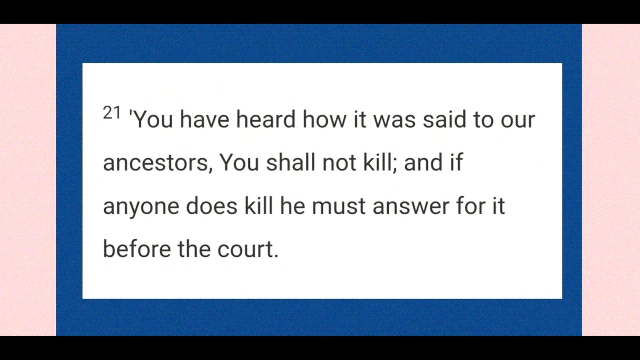 21 'You have heard how it was said to our
ancestors, You shall not kill; and if
anyone does kill he must answer for it
before the court.